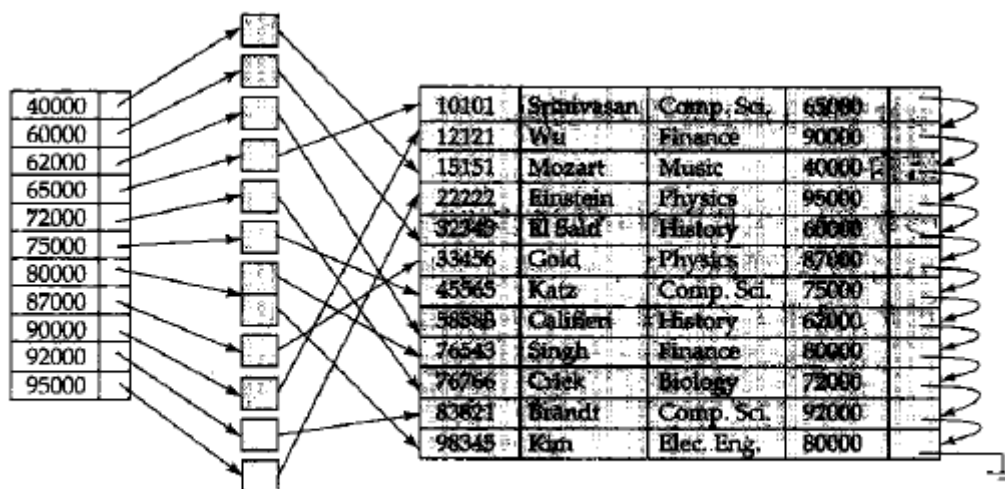 40000
60000
62000
65000
72000
75000
80000
87000
90000
92000
95000
10101 Srinivasan Comp. Sci. 65000
12121 Wu Finance 90000
15151 Mozart Music 40000
22222 Einstein Physics 95000
32343 El Said History 60000
33456 Gold Physics 87000
45565 Katz Comp. Sci. 75000
58583 Califieri History 62000
76543 Singh Finance 80000
76766 Crick Biology 72000
83821 Brandt Comp. Sci. 92000
98345 Kim Elec. Eng. 80000